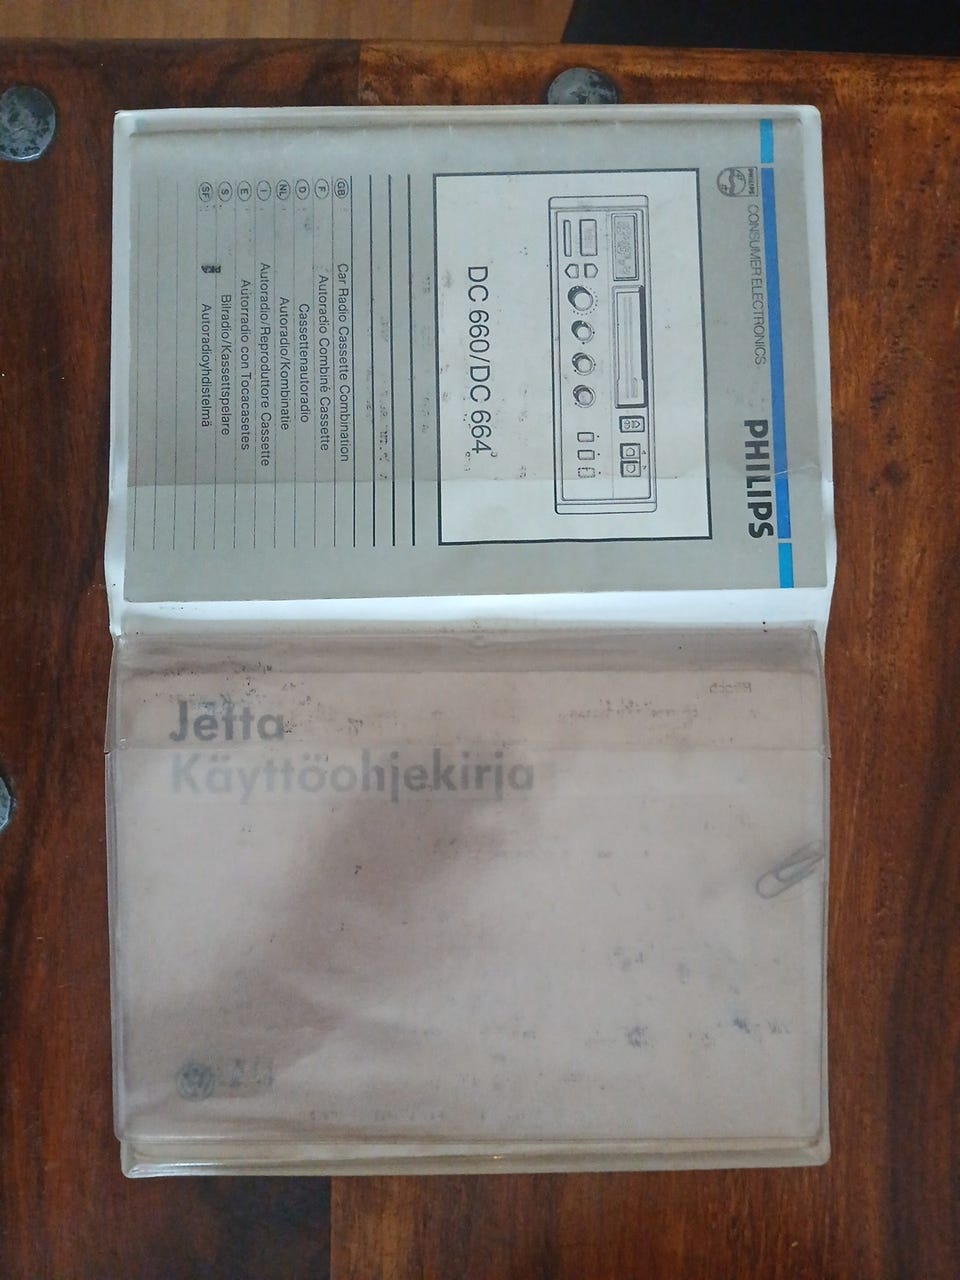 PHILIPS
PHILIPS
CONSUMER ELECTRONICS
DC 660/DC 664
GB Car Radio Cassette Combination
F Autoradio Combiné Cassette
D Cassettenautoradio
NL Autoradio/Kombinatie
I Autoradio/Reproduttore Cassette
E Autorradio con Tocacasetes
S Bilradio/Kassettspelare
SF Autoradioyhdistelmä
Jetta
Käyttöohjekirja